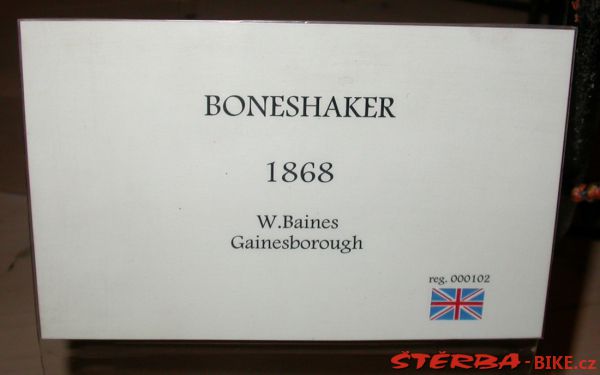 BONESHAKER
1868
W.Baines
Gainesborough
reg. 000102
ŠTĚRBA-BIKE.cz